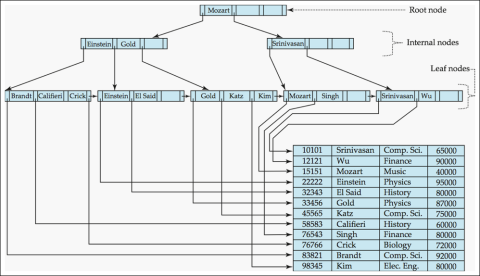 Mozart
Root node
Einstein Gold
Srinivasan
Internal nodes
Leaf nodes
Brandt Califieri Crick Einstein El Said Gold Katz Kim Mozart Singh Srinivasan Wu
10101 Srinivasan Comp. Sci. 65000
12121 Wu Finance 90000
15151 Mozart Music 40000
22222 Einstein Physics 95000
32343 El Said History 80000
33456 Gold Physics 87000
45565 Katz Comp. Sci. 75000
58583 Califieri History 60000
76543 Singh Finance 80000
76766 Crick Biology 72000
83821 Brandt Comp. Sci. 92000
98345 Kim Elec. Eng. 80000